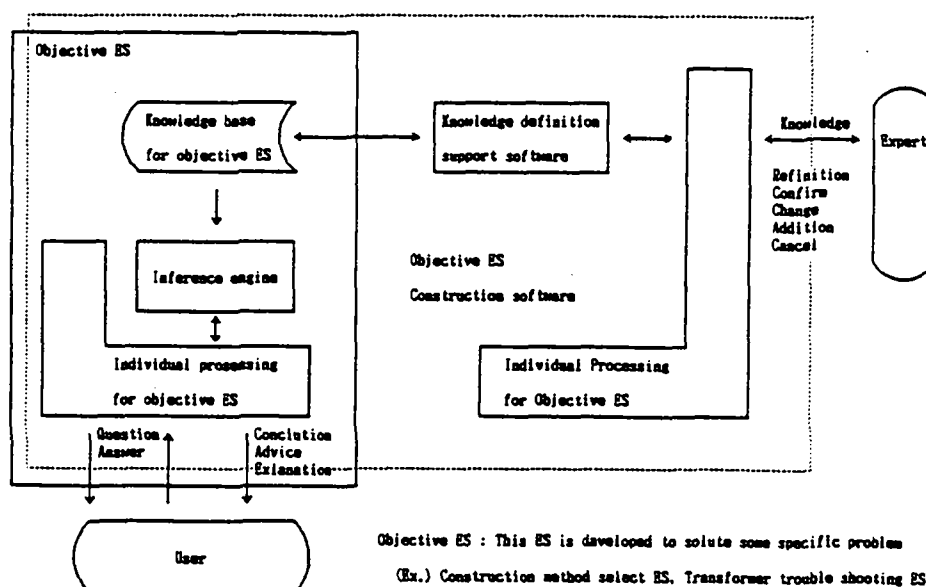 Objective ES
Knowledge base
for objective ES
Knowledge definition
support software
Knowledge
Expert
Refinition
Confirm
Change
Addition
Cancel
Inference engine
Objective ES
Construction software
Individual processing
for objective ES
Individual Processing
for Objective ES
Question
Answer
Conclution
Advice
Exlanation
User
Objective ES : This ES is developed to solute some specific problem
(Ex.) Construction method select ES, Transformer trouble shooting ES